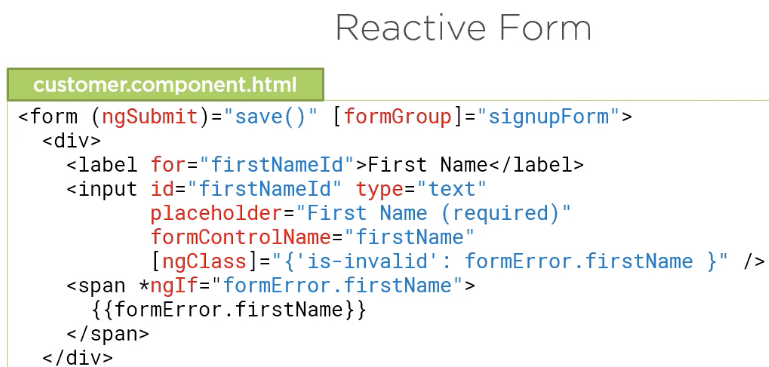 Reactive Form
customer.component.html
<form (ngSubmit)="save()" [formGroup]="signupForm">
<div>
<label for="firstNameId">First Name</label>
<input id="firstNameId" type="text"
placeholder="First Name (required)"
formControlName="firstName"
[ngClass]="{'is-invalid': formError.firstName }" />
<span *ngIf="formError.firstName">
{{formError.firstName}}
</span>
</div>